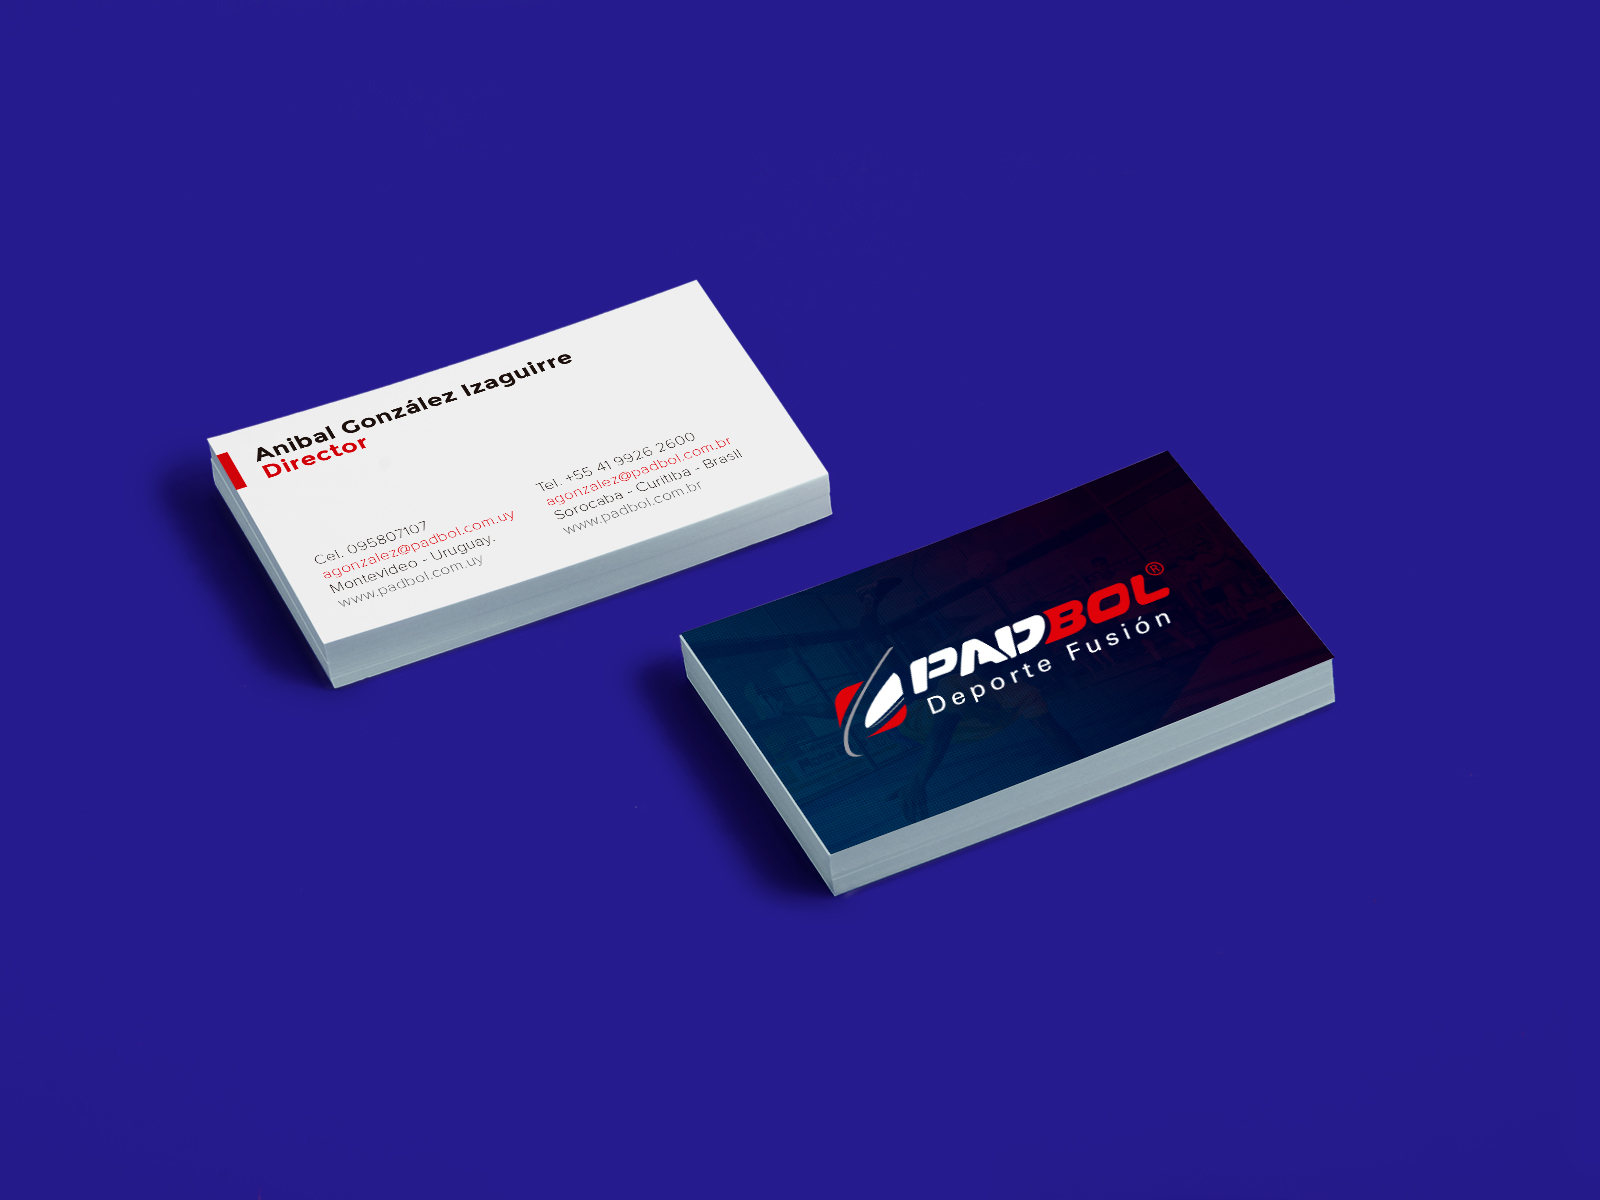 Anibal González Izaguirre
Director
Cel. 095807107
agonzalez@padbol.com.uy
Montevideo - Uruguay.
www.padbol.com.uy
Tel. +55 41 9926 2600
agonzalez@padbol.com.br
Sorocaba - Curitiba - Brasil
www.padbol.com.br
PADBOL®
Deporte Fusión